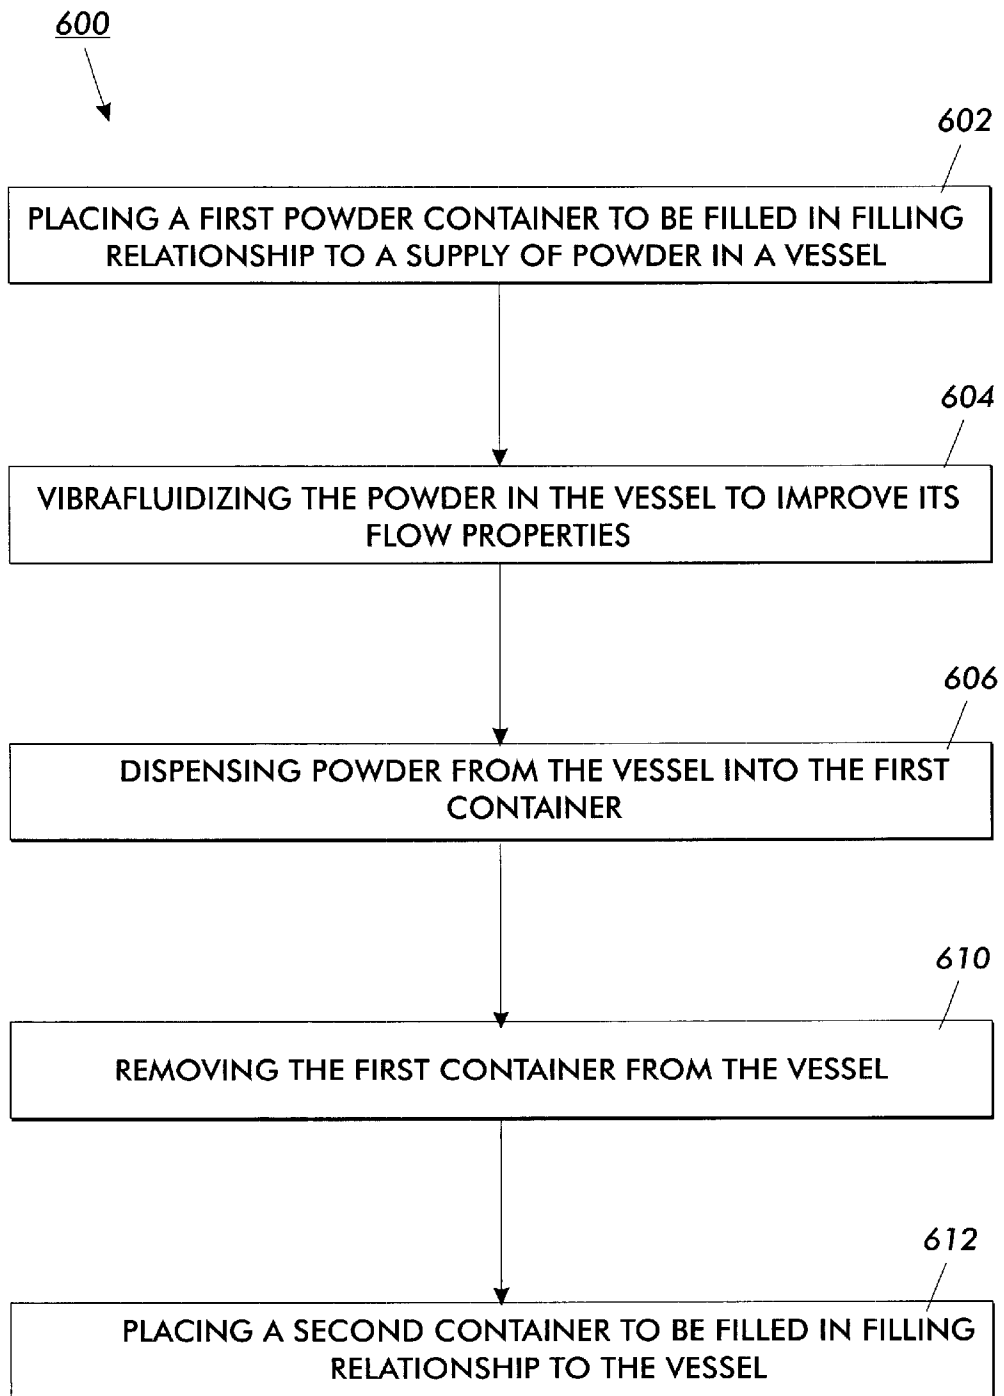 600
602
PLACING A FIRST POWDER CONTAINER TO BE FILLED IN FILLING
RELATIONSHIP TO A SUPPLY OF POWDER IN A VESSEL
604
VIBRAFLUIDIZING THE POWDER IN THE VESSEL TO IMPROVE ITS
FLOW PROPERTIES
606
DISPENSING POWDER FROM THE VESSEL INTO THE FIRST
CONTAINER
610
REMOVING THE FIRST CONTAINER FROM THE VESSEL
612
PLACING A SECOND CONTAINER TO BE FILLED IN FILLING
RELATIONSHIP TO THE VESSEL